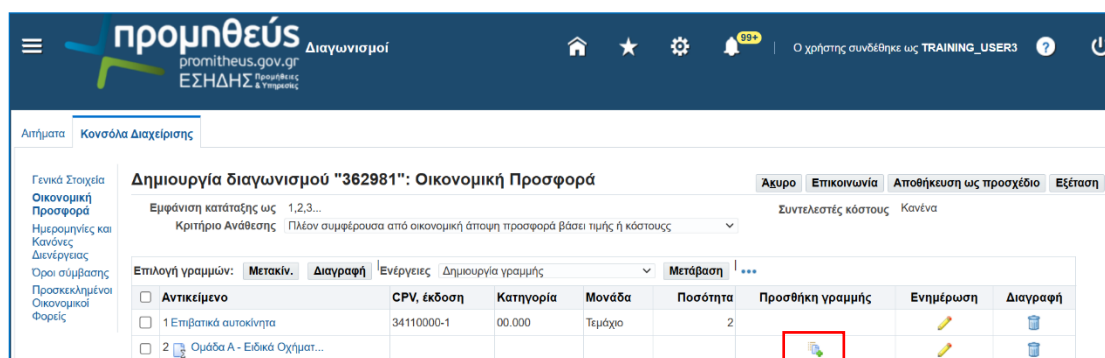 προμηθεύς Διαγωνισμοί 99+ Ο χρήστης συνδέθηκε ως TRAINING_USER3 ?
promitheus.gov.gr
ΕΣΗΔΗΣ Προμήθειες & Υπηρεσίες
Αιτήματα Κονσόλα Διαχείρισης
Γενικά Στοιχεία
Οικονομική Προσφορά
Ημερομηνίες και Κανόνες Διενέργειας
Όροι σύμβασης
Προσκεκλημένοι Οικονομικοί Φορείς
Δημιουργία διαγωνισμού "362981": Οικονομική Προσφορά Άκυρο Επικοινωνία Αποθήκευση ως προσχέδιο Εξέταση
Εμφάνιση κατάταξης ως 1,2,3... Συντελεστές κόστους Κανένα
Κριτήριο Ανάθεσης Πλέον συμφέρουσα από οικονομική άποψη προσφορά βάσει τιμής ή κόστουςς
Επιλογή γραμμών: Μετακίν. Διαγραφή Ενέργειες Δημιουργία γραμμής Μετάβαση
Αντικείμενο CPV, έκδοση Κατηγορία Μονάδα Ποσότητα Προσθήκη γραμμής Ενημέρωση Διαγραφή
1 Επιβατικά αυτοκίνητα 34110000-1 00.000 Τεμάχιο 2
2 Ομάδα Α - Ειδικά Οχήματ...